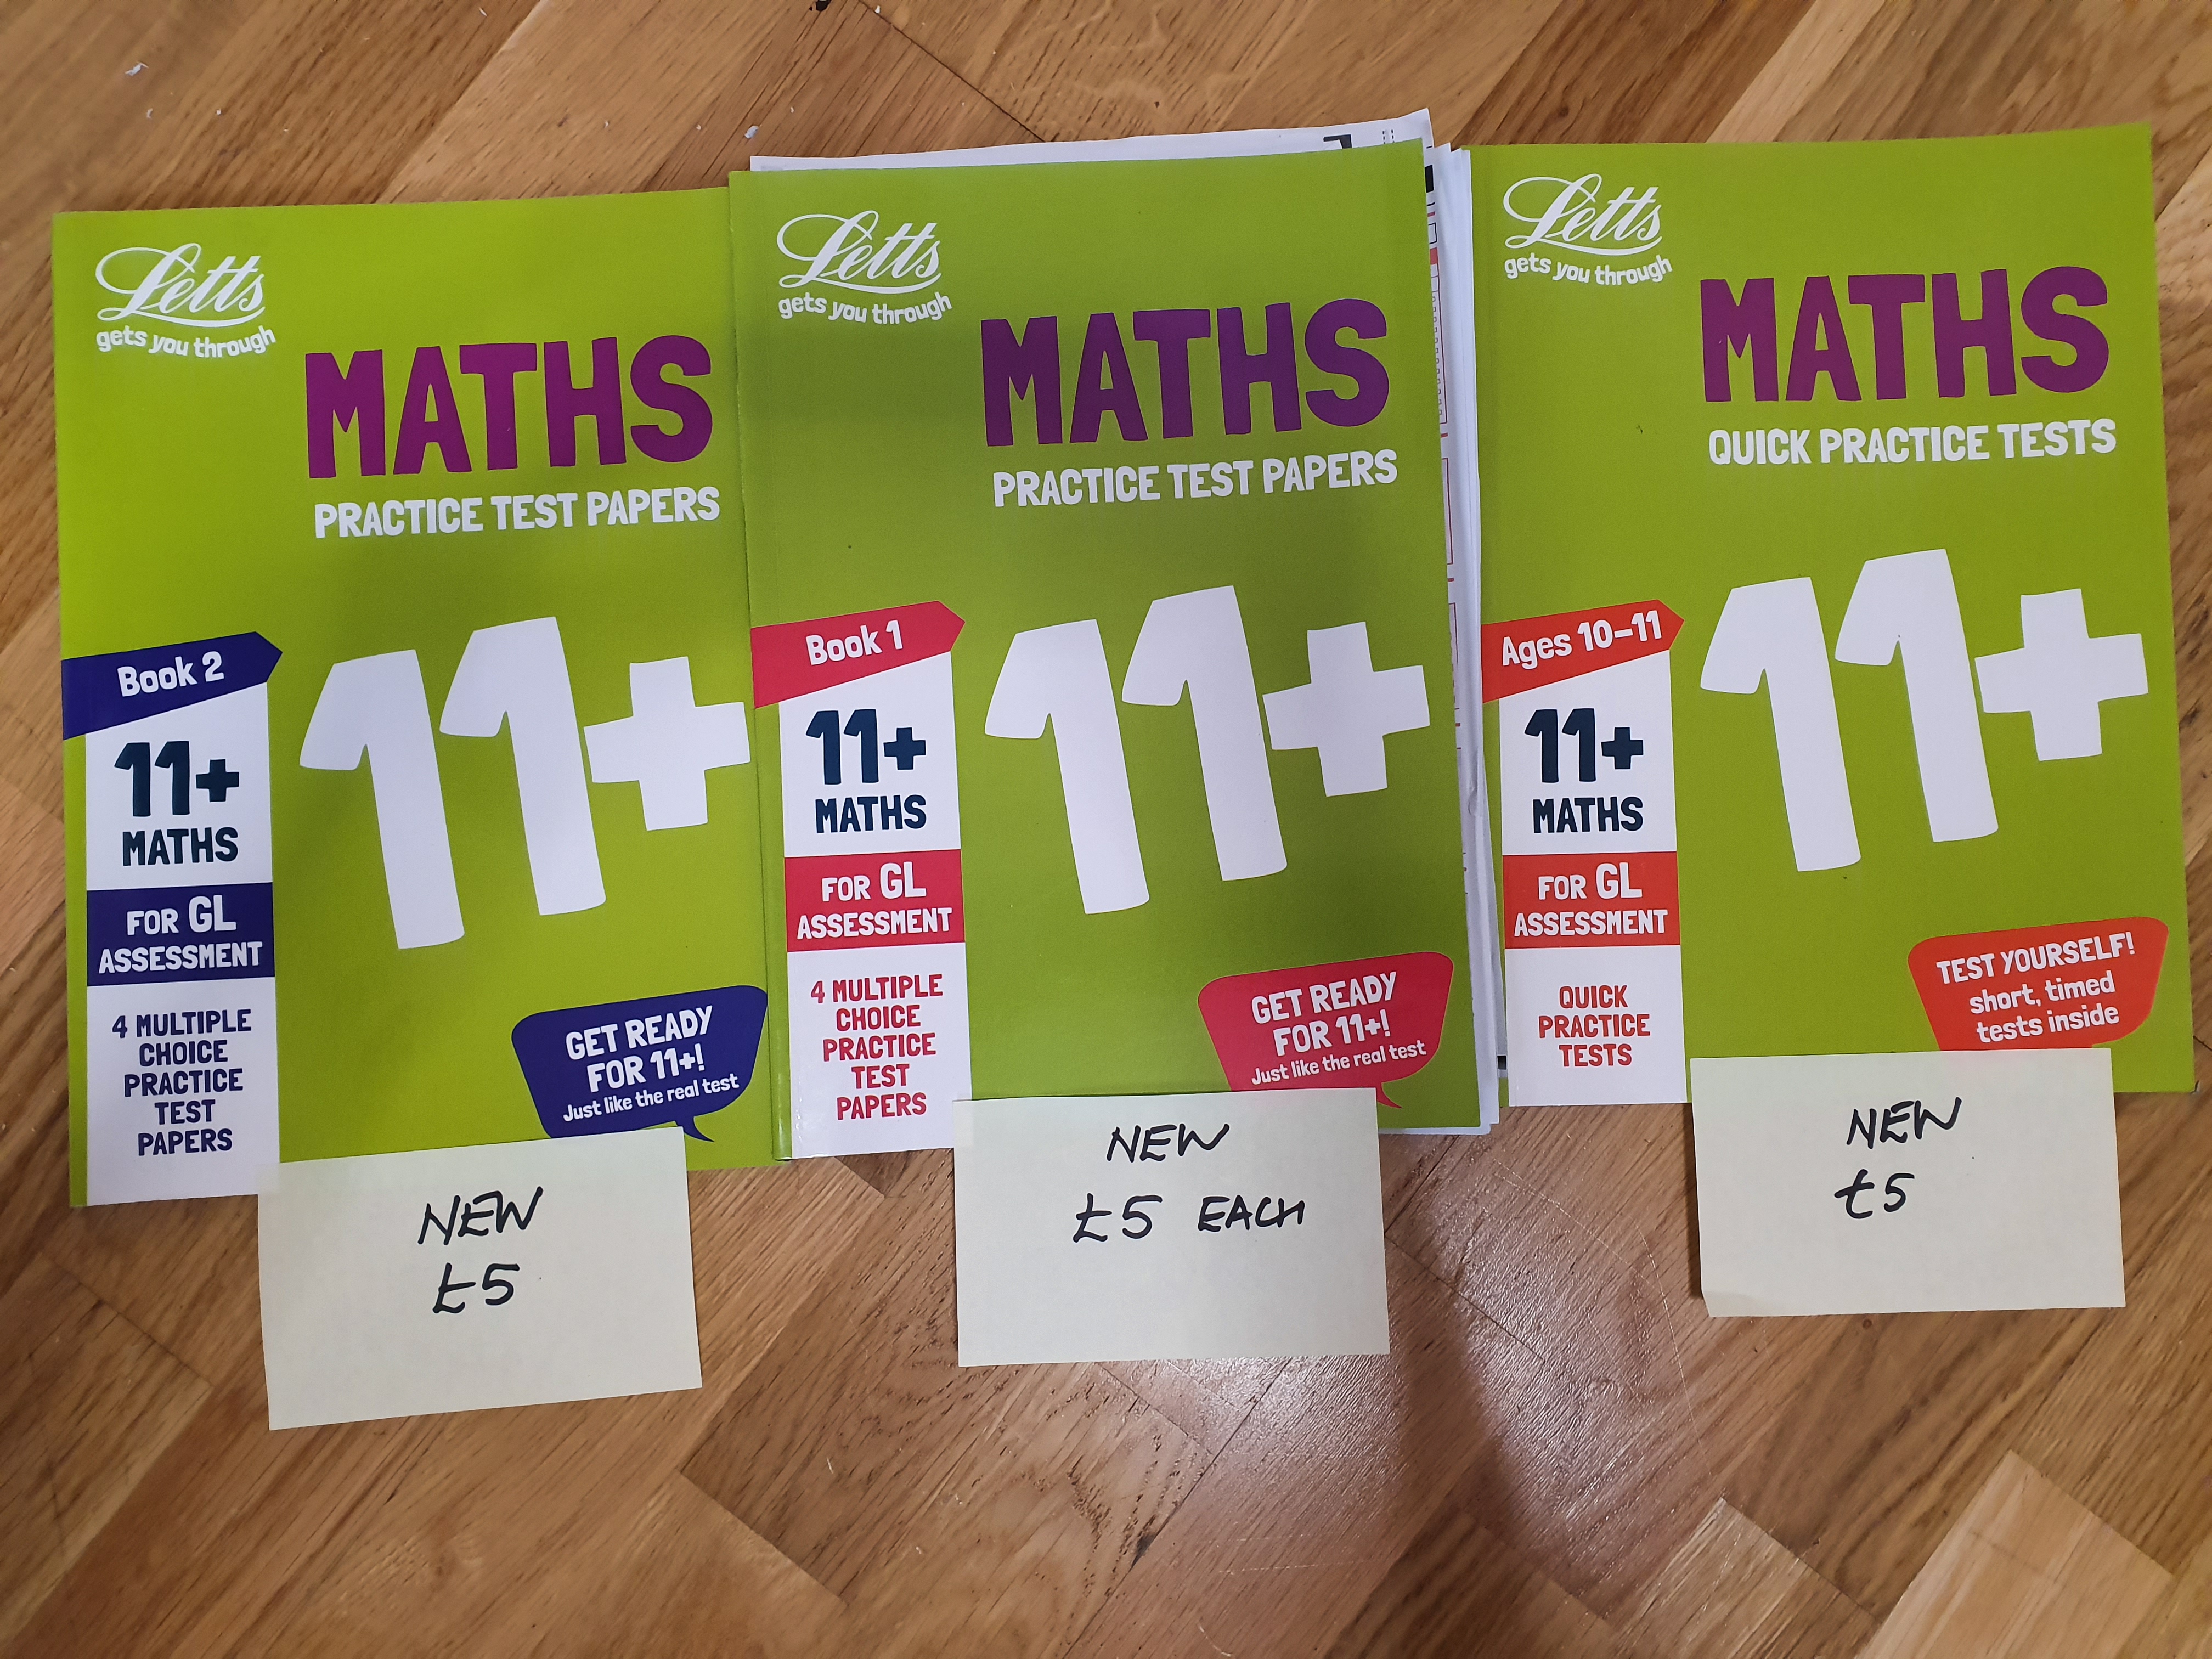 Letts
gets you through
MATHS
PRACTICE TEST PAPERS
Book 2
11+
MATHS
FOR GL
ASSESSMENT
4 MULTIPLE
CHOICE
PRACTICE
TEST
PAPERS
11+
GET READY
FOR 11+!
Just like the real test
NEW
£5
Letts
gets you through
MATHS
PRACTICE TEST PAPERS
Book 1
11+
MATHS
FOR GL
ASSESSMENT
4 MULTIPLE
CHOICE
PRACTICE
TEST
PAPERS
11+
GET READY
FOR 11+!
Just like the real test
NEW
£5 EACH
Letts
gets you through
MATHS
QUICK PRACTICE TESTS
Ages 10–11
11+
MATHS
FOR GL
ASSESSMENT
QUICK
PRACTICE
TESTS
11+
TEST YOURSELF!
short, timed
tests inside
NEW
£5